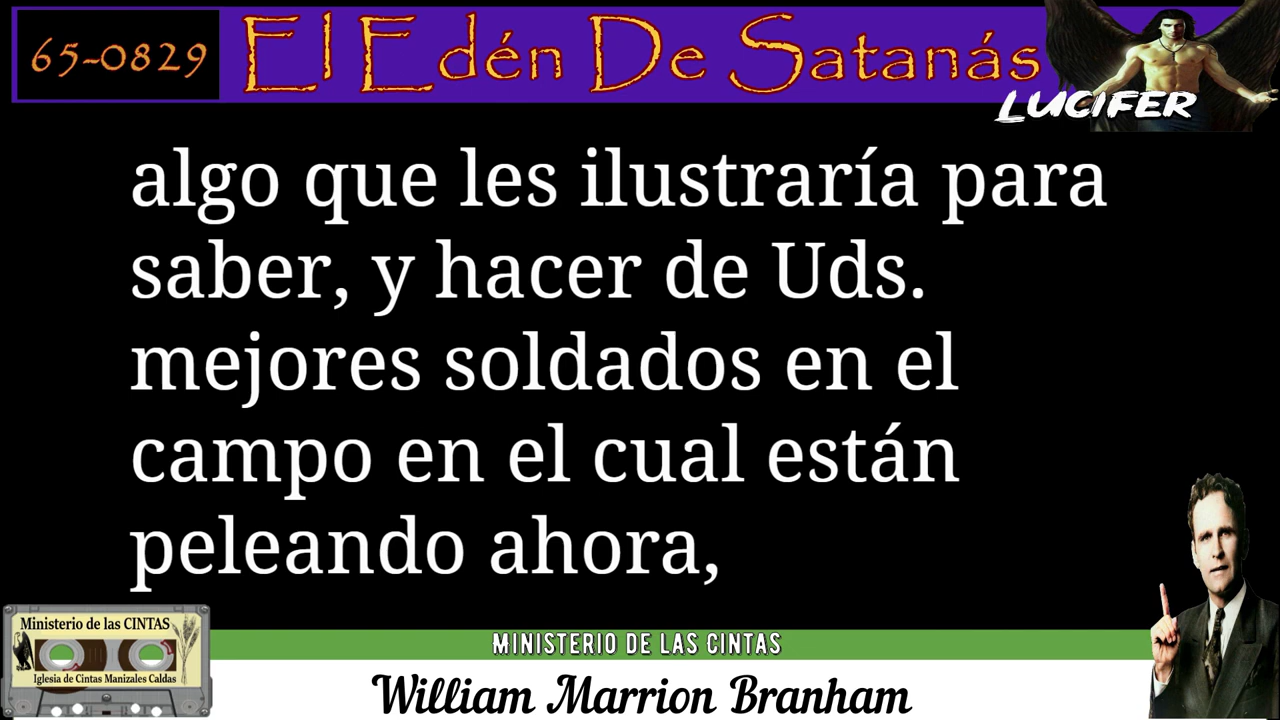 65-0829
El Edén De Satanás
LUCIFER
algo que les ilustraría para
saber, y hacer de Uds.
mejores soldados en el
campo en el cual están
peleando ahora,
Ministerio de las CINTAS
Iglesia de Cintas Manizales Caldas
MINISTERIO DE LAS CINTAS
William Marrion Branham